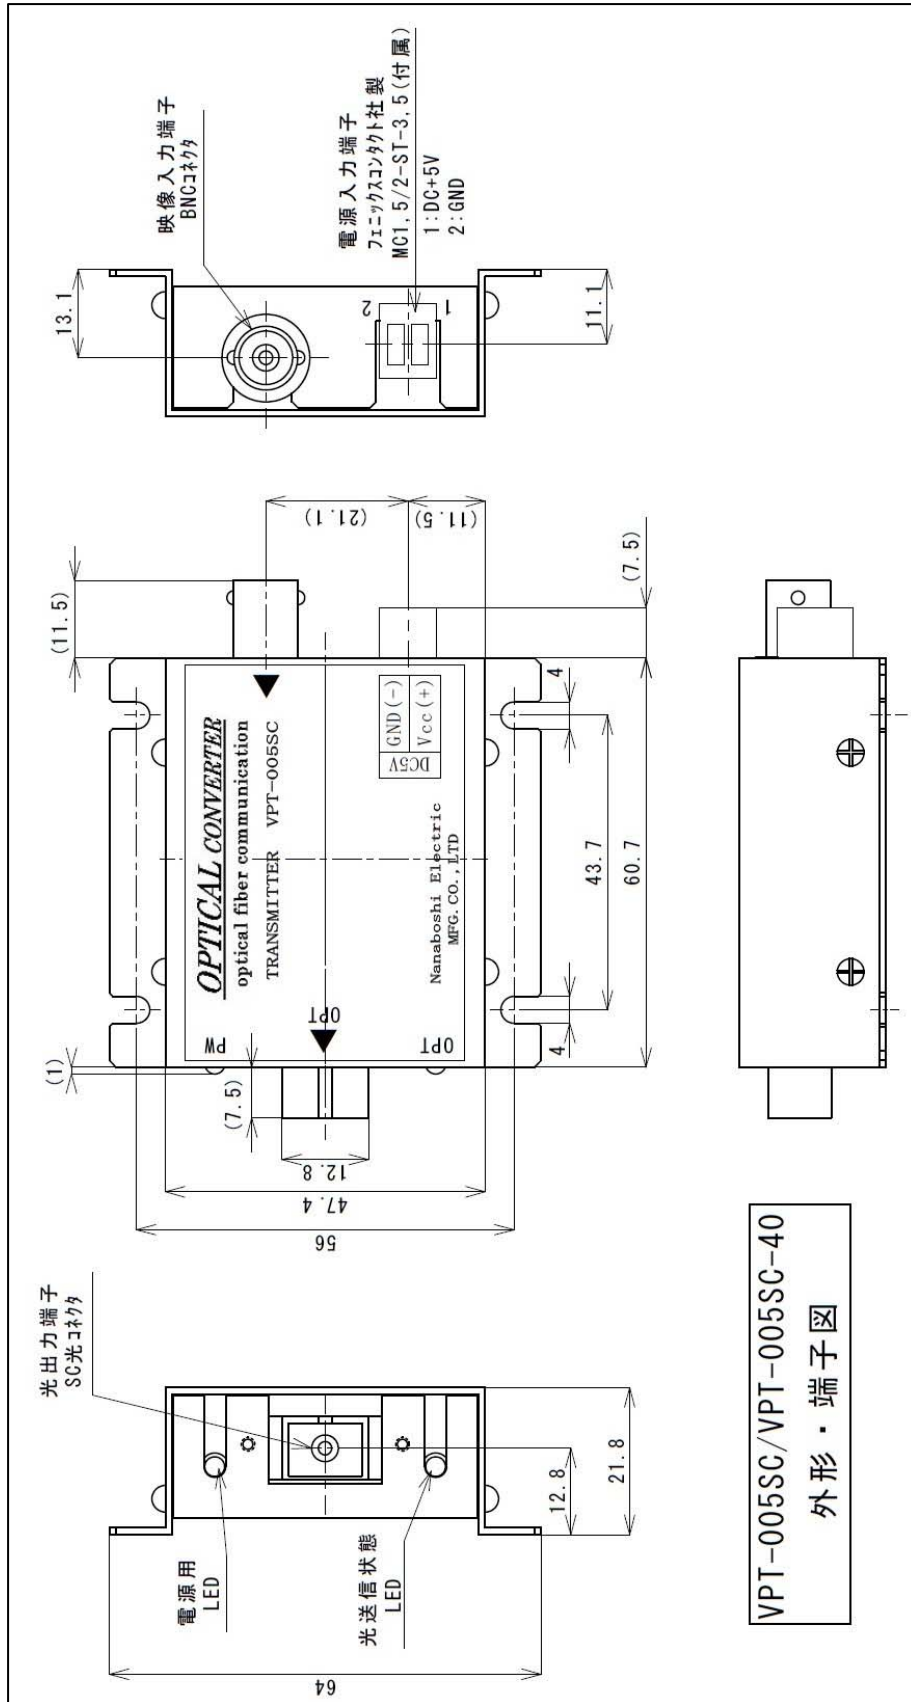 映像入力端子
BNCコネクタ
電源入力端子
フェニックスコンタクト社製
MC1,5/2-ST-3,5(付属)
1:DC+5V
2:GND
13.1
2
1
11.1
(11.5)
(21.1)
(11.5)
(7.5)
OPTICAL CONVERTER
optical fiber communication
TRANSMITTER VPT-005SC
DC5V
GND(-)
Vcc(+)
Nanaboshi Electric
MFG.CO.,LTD
PW
OPT
OPT
4
43.7
60.7
4
(1)
(7.5)
12.8
47.4
56
光出力端子
SC光コネクタ
電源用
LED
光送信状態
LED
12.8
21.8
64
VPT-005SC/VPT-005SC-40
外形・端子図